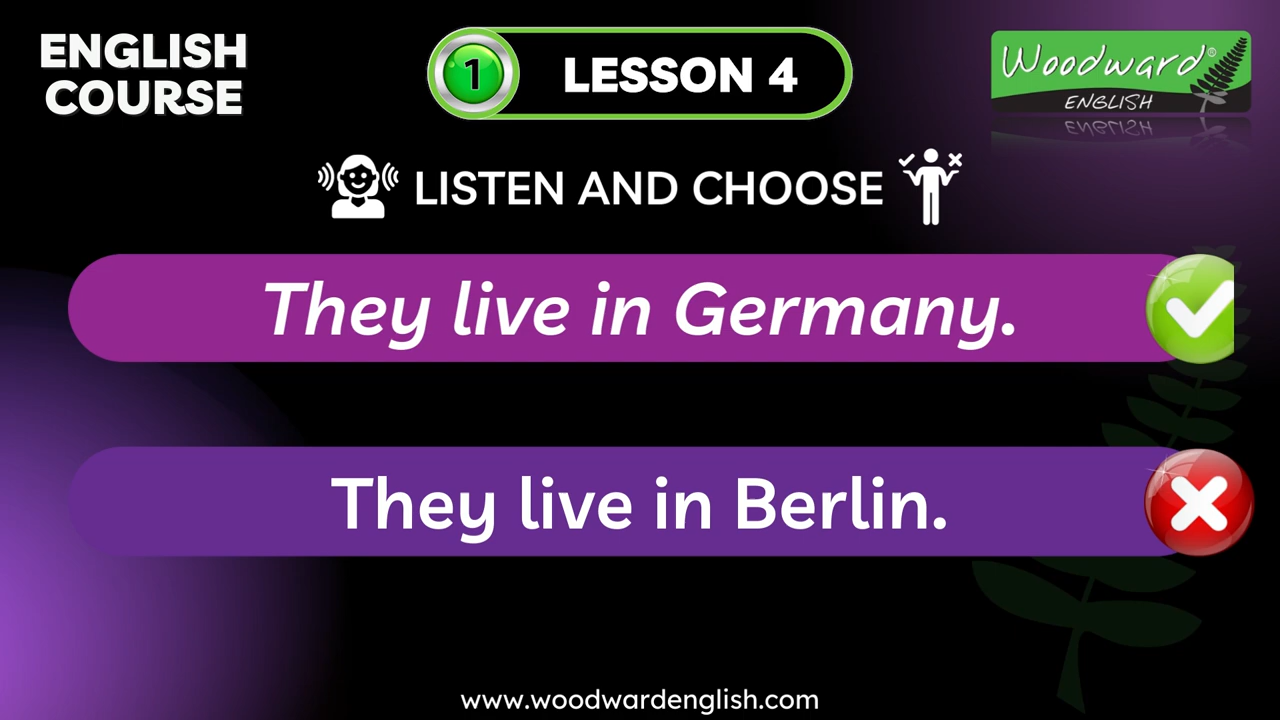 ENGLISH
COURSE
1
LESSON 4
Woodward®
ENGLISH
LISTEN AND CHOOSE
They live in Germany.
They live in Berlin.
www.woodwardenglish.com